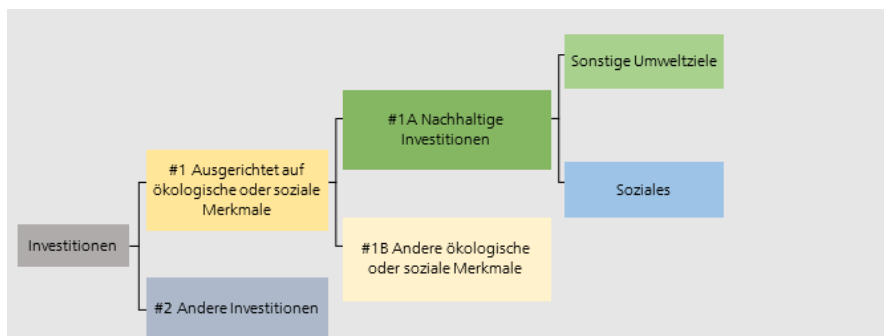 Sonstige Umweltziele
#1A Nachhaltige
Investitionen
#1 Ausgerichtet auf
ökologische oder soziale
Merkmale
Soziales
Investitionen
#1B Andere ökologische
oder soziale Merkmale
#2 Andere Investitionen